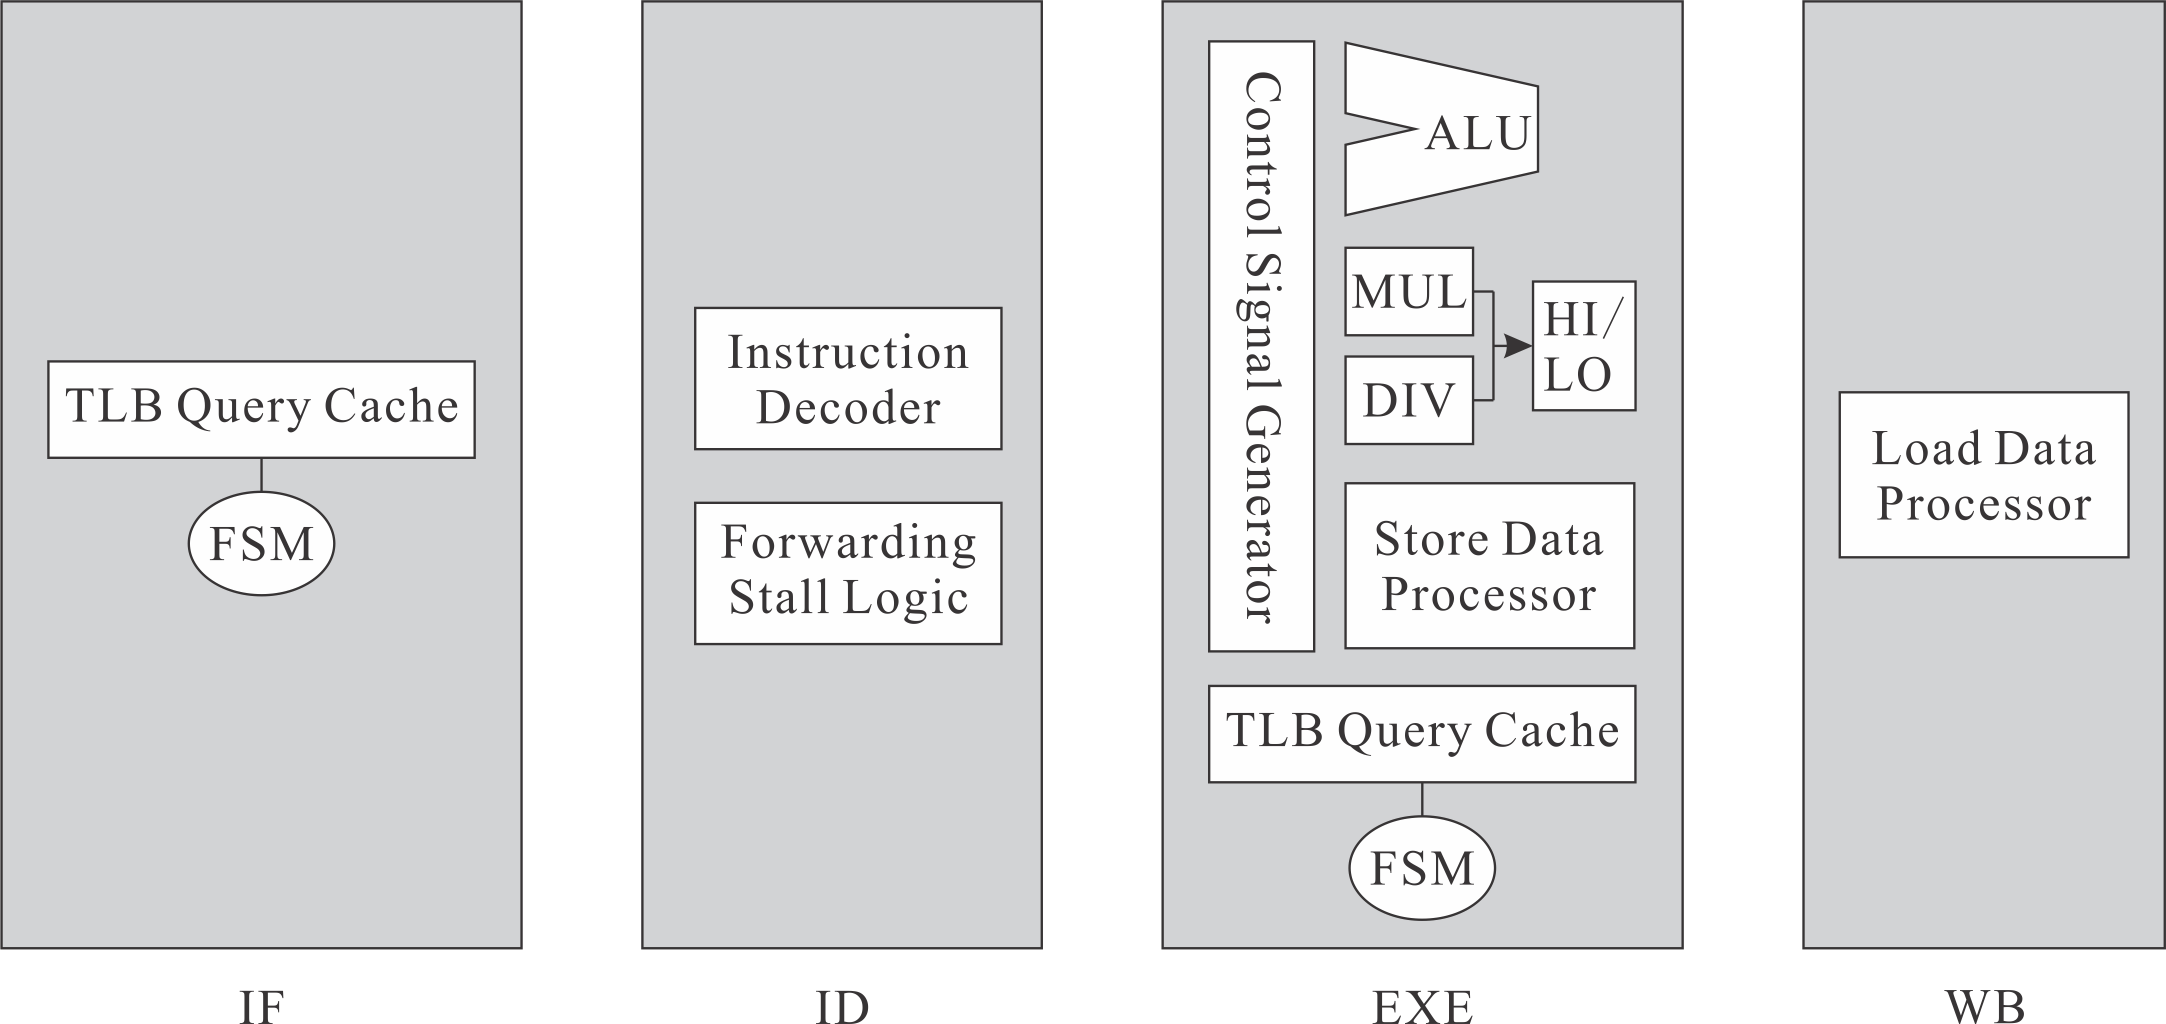 TLB Query Cache
FSM
IF
Instruction
Decoder
Forwarding
Stall Logic
ID
Control Signal Generator
ALU
MUL
DIV
HI/
LO
Store Data
Processor
TLB Query Cache
FSM
EXE
Load Data
Processor
WB